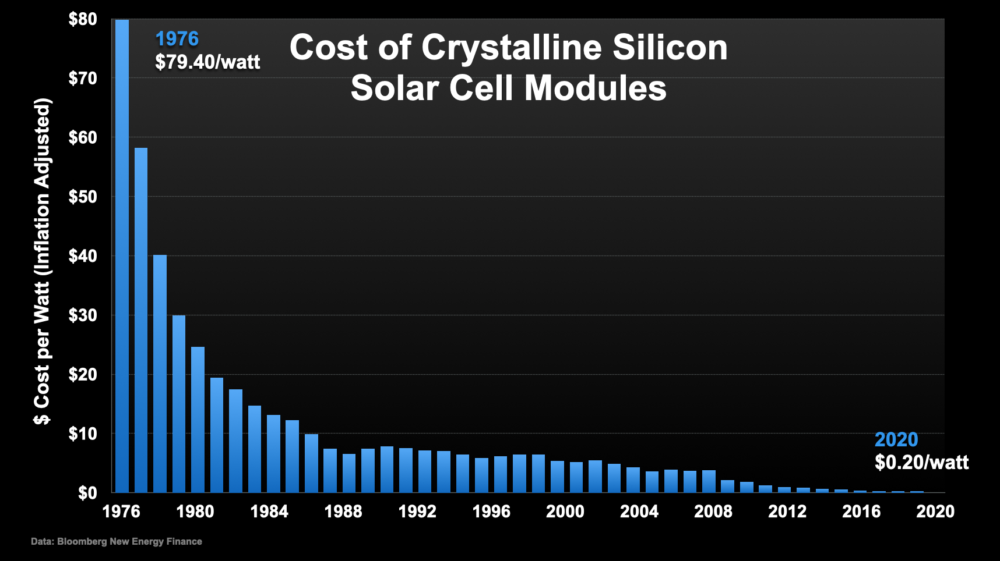 Cost of Crystalline Silicon
Solar Cell Modules
1976
$79.40/watt
$ Cost per Watt (Inflation Adjusted)
$80
$70
$60
$50
$40
$30
$20
$10
$0
2020
$0.20/watt
1976 1980 1984 1988 1992 1996 2000 2004 2008 2012 2016 2020
Data: Bloomberg New Energy Finance